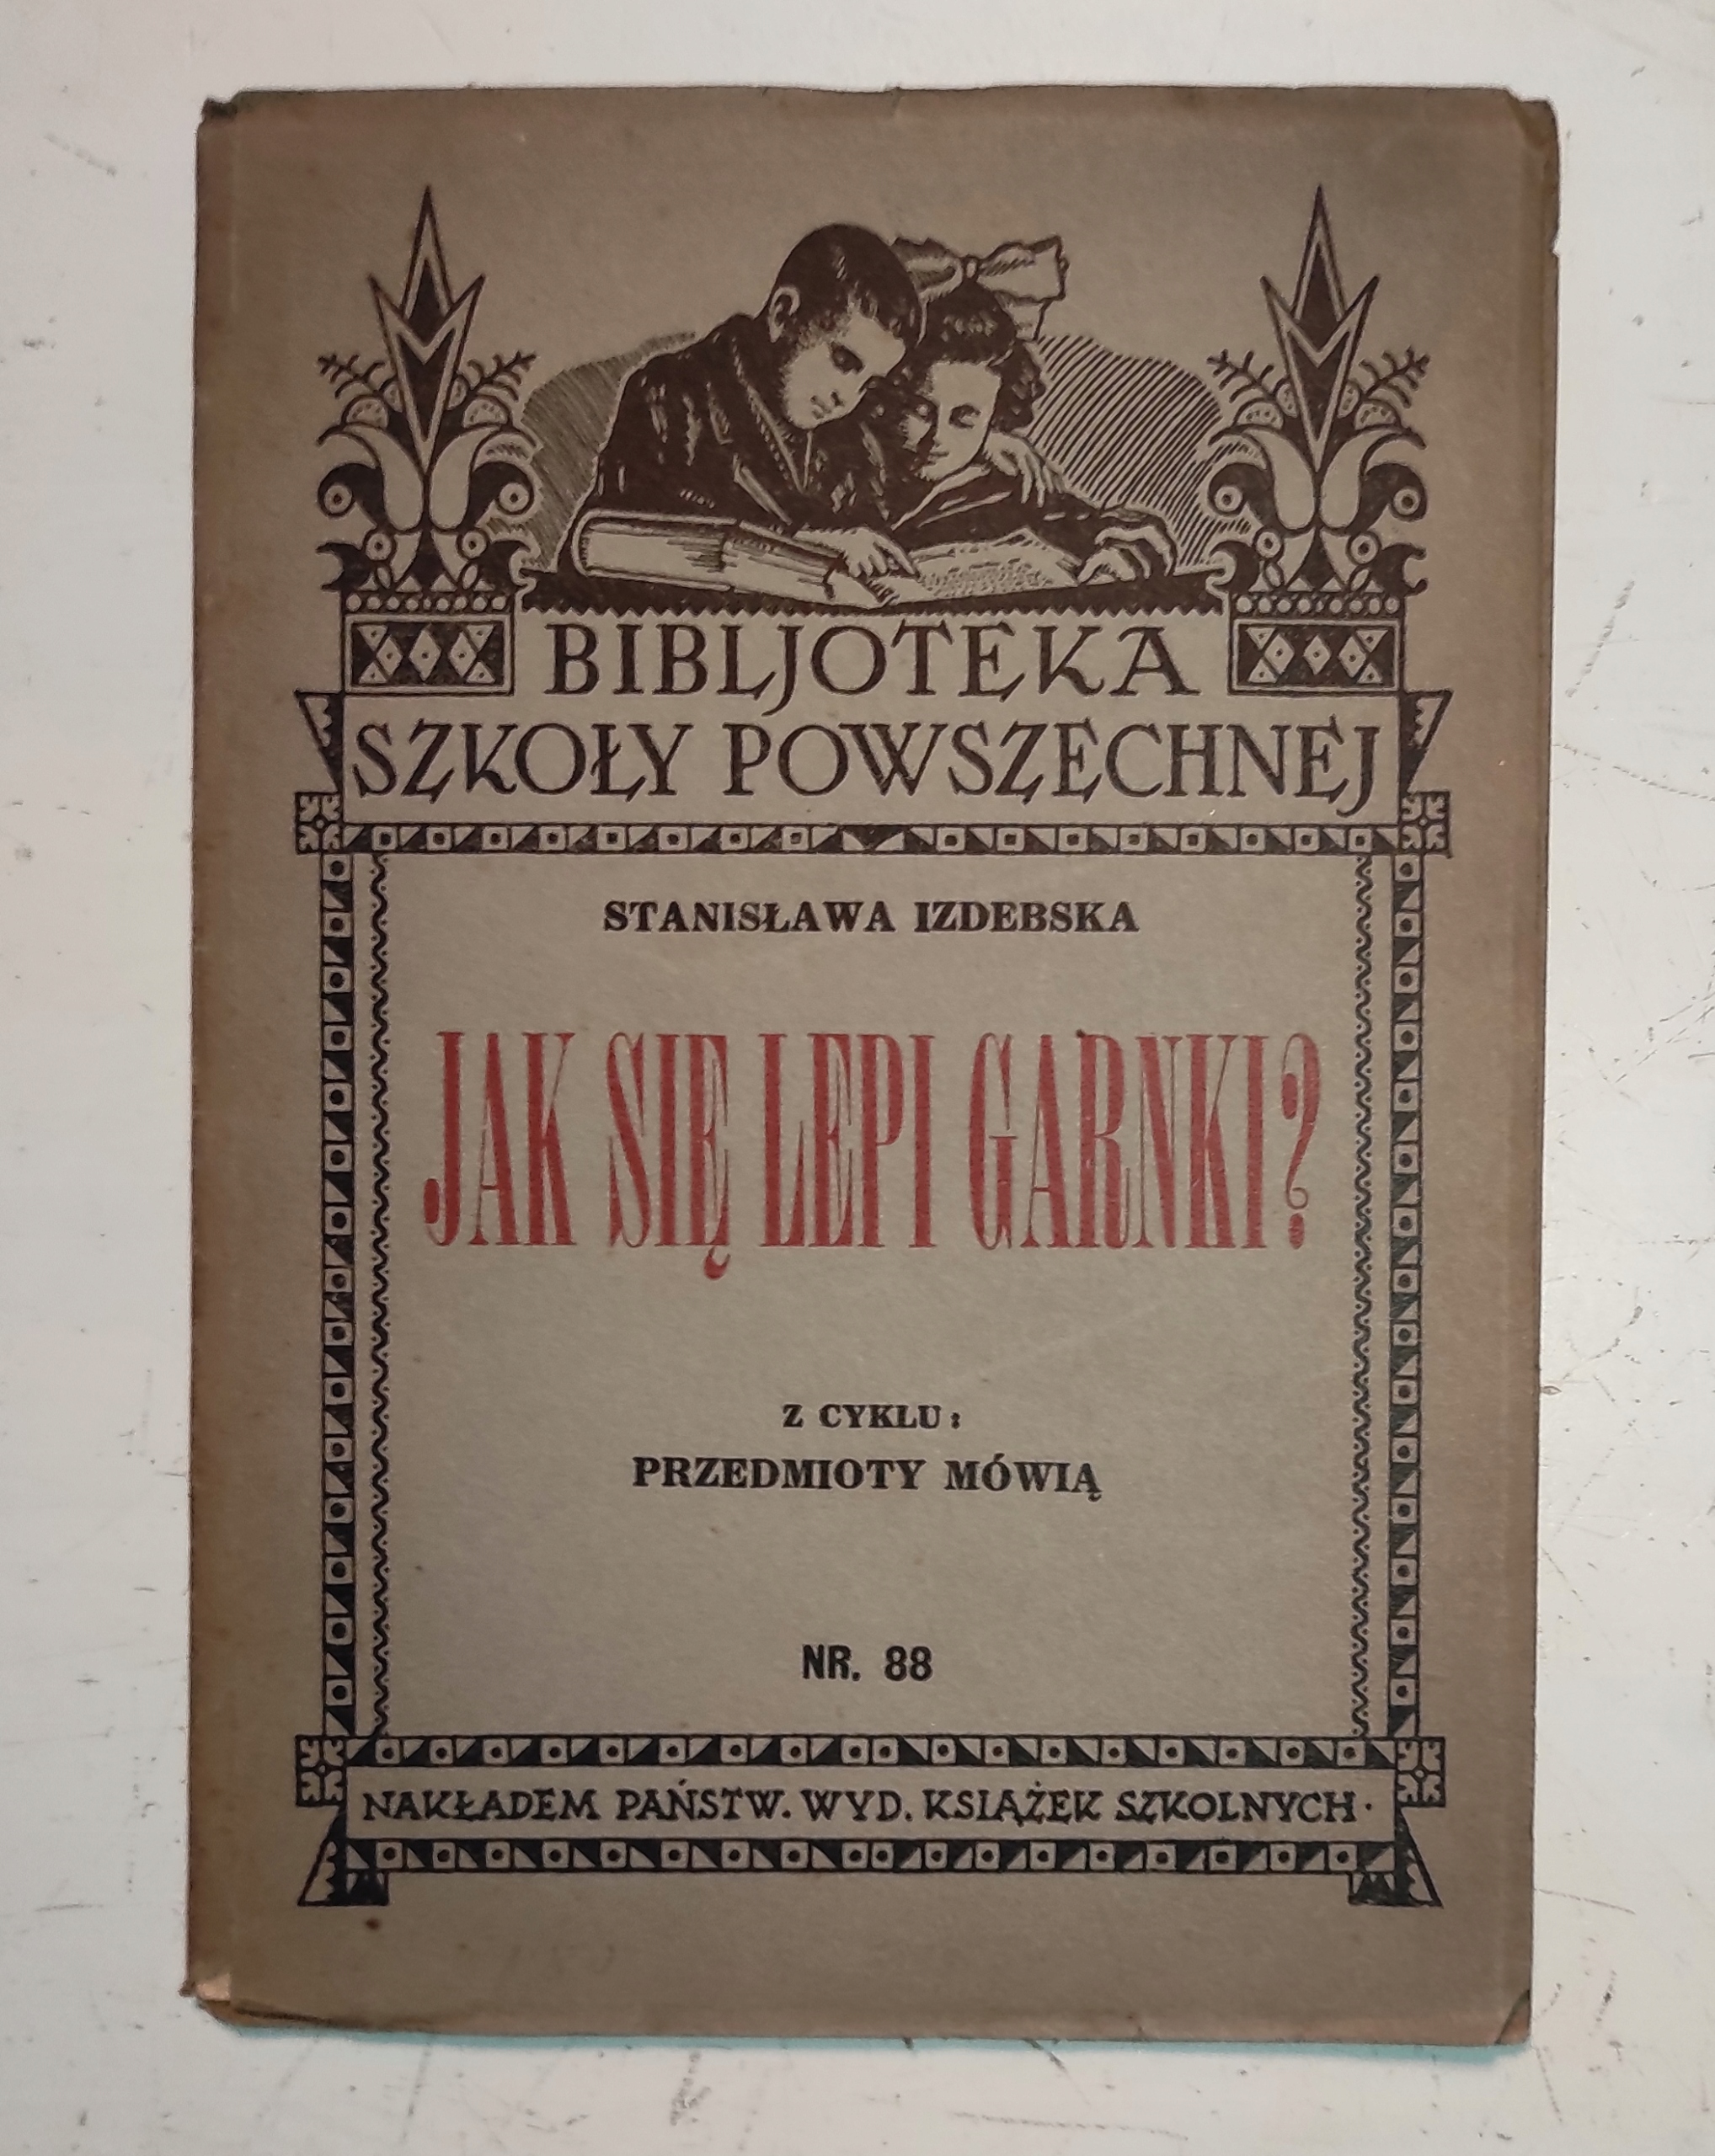 BIBLJOTEKA
SZKOŁY POWSZECHNEJ
STANISŁAWA IZDEBSKA
JAK SIĘ LEPI GARNKI?
Z CYKLU:
PRZEDMIOTY MÓWIĄ
NR. 88
NAKŁADEM PAŃSTW. WYD. KSIĄŻEK SZKOLNYCH·